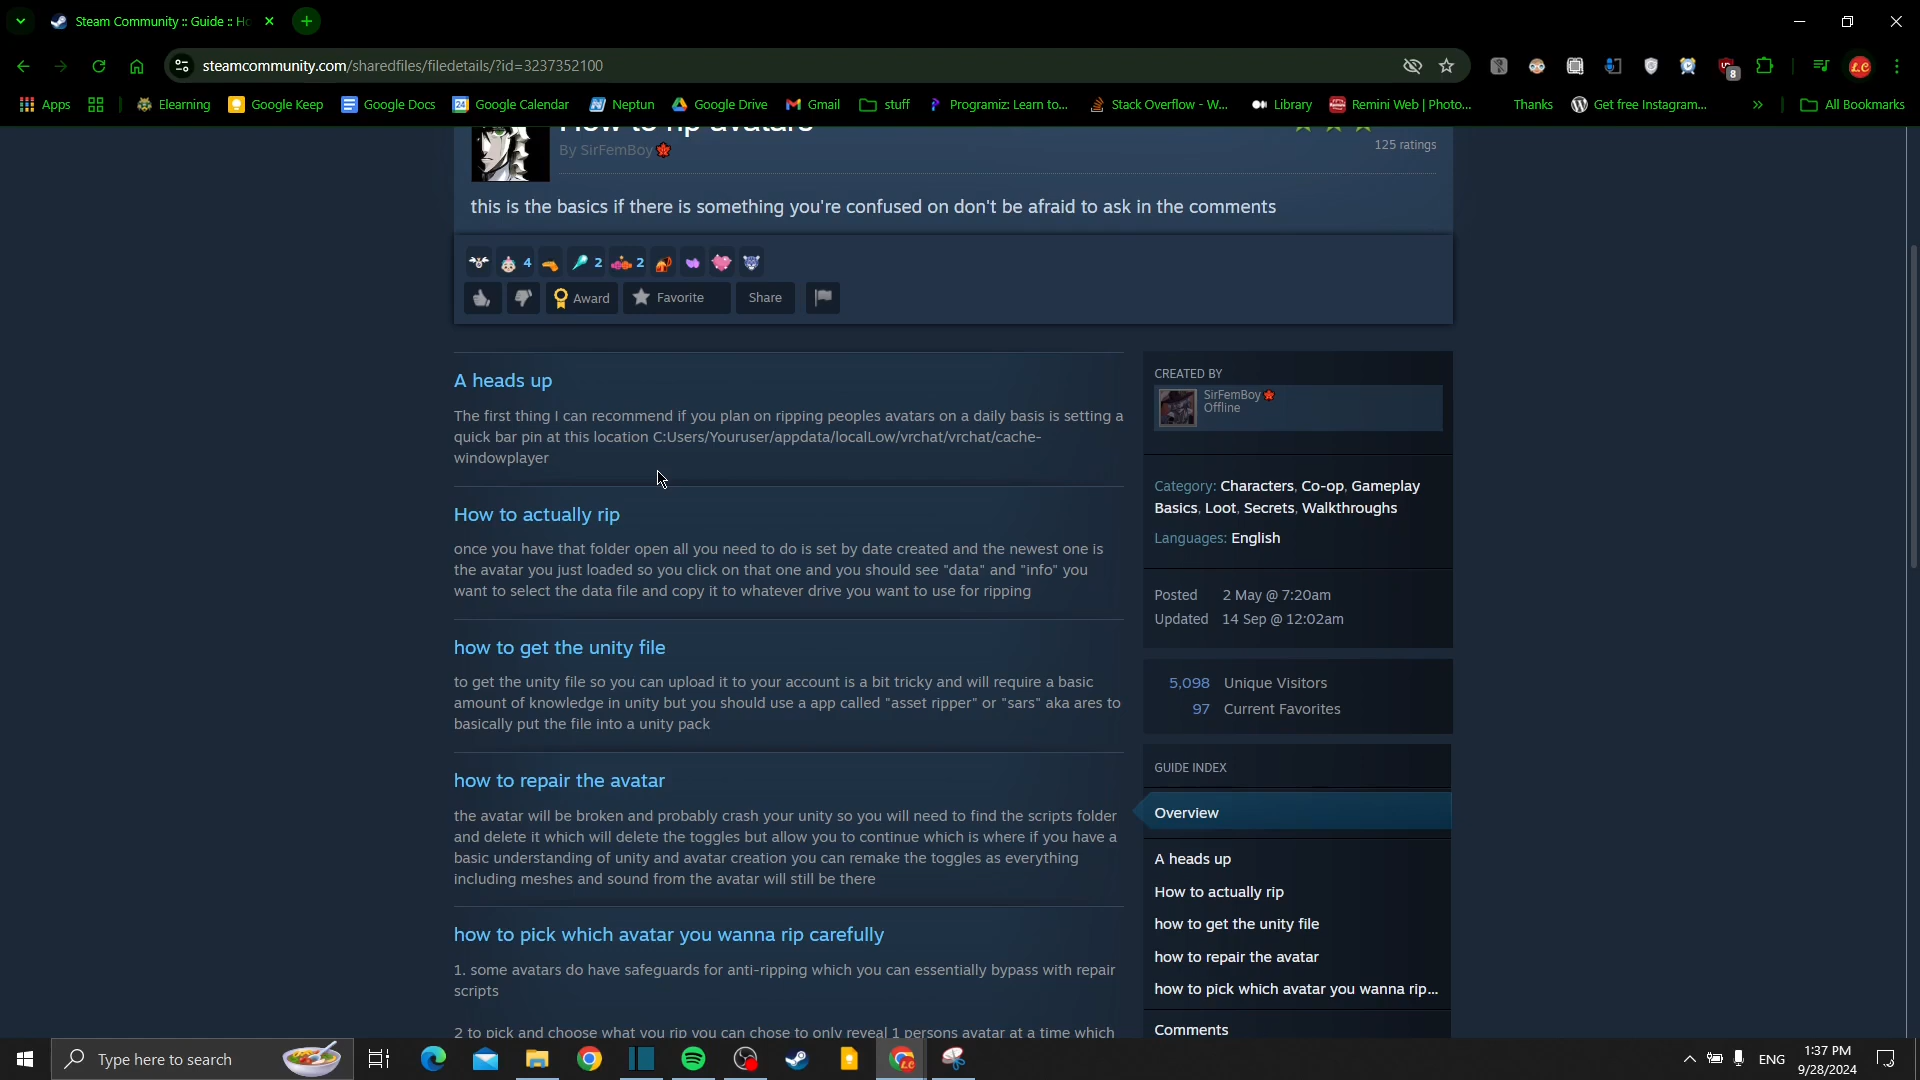 Steam Community :: Guide :: Ho
steamcommunity.com/sharedfiles/filedetails/?id=3237352100
8
Apps
Elearning
Google Keep
Google Docs
24
Google Calendar
Neptun
Google Drive
Gmail
stuff
Programiz: Learn to...
Stack Overflow - W...
Library
Remini Web | Photo...
Thanks
Get free Instagram...
»
All Bookmarks
How to rip avatars
By SirFemBoy
125 ratings
this is the basics if there is something you're confused on don't be afraid to ask in the comments
4
2
2
Award
Favorite
Share
A heads up
The first thing I can recommend if you plan on ripping peoples avatars on a daily basis is setting a
quick bar pin at this location C:Users/Youruser/appdata/localLow/vrchat/vrchat/cache-
windowplayer
How to actually rip
once you have that folder open all you need to do is set by date created and the newest one is
the avatar you just loaded so you click on that one and you should see "data" and "info" you
want to select the data file and copy it to whatever drive you want to use for ripping
how to get the unity file
to get the unity file so you can upload it to your account is a bit tricky and will require a basic
amount of knowledge in unity but you should use a app called "asset ripper" or "sars" aka ares to
basically put the file into a unity pack
how to repair the avatar
the avatar will be broken and probably crash your unity so you will need to find the scripts folder
and delete it which will delete the toggles but allow you to continue which is where if you have a
basic understanding of unity and avatar creation you can remake the toggles as everything
including meshes and sound from the avatar will still be there
how to pick which avatar you wanna rip carefully
1. some avatars do have safeguards for anti-ripping which you can essentially bypass with repair
scripts
2 to pick and choose what you rip you can chose to only reveal 1 persons avatar at a time which
CREATED BY
SirFemBoy
Offline
Category: Characters, Co-op, Gameplay
Basics, Loot, Secrets, Walkthroughs
Languages: English
Posted 2 May @ 7:20am
Updated 14 Sep @ 12:02am
5,098 Unique Visitors
97 Current Favorites
GUIDE INDEX
Overview
A heads up
How to actually rip
how to get the unity file
how to repair the avatar
how to pick which avatar you wanna rip...
Comments
Type here to search
ENG
1:37 PM
9/28/2024